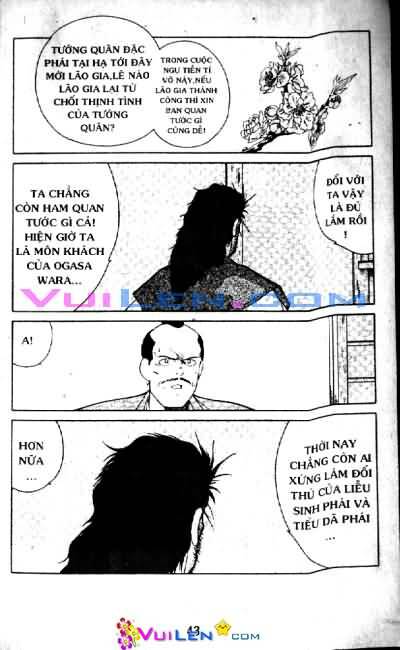 TƯỚNG QUÂN ĐẶC
PHÁI TẠI HẠ TỚI ĐÂY
MỜI LÃO GIA, LẼ NÀO
LÃO GIA LẠI TỪ
CHỐI THỊNH TÌNH
CỦA TƯỚNG
QUÂN?
TRONG CUỘC
NGỰ TIỀN TỈ
VÕ NÀY, NẾU
LÃO GIA THÀNH
CÔNG THÌ XIN
BAN QUAN
TƯỚC GÌ
CŨNG DỄ!
ĐỐI VỚI
TA VẬY
LÀ ĐỦ
LẮM RỒI
!
TA CHẲNG
CÒN HAM QUAN
TƯỚC GÌ CẢ!
HIỆN GIỜ TA
LÀ MÔN KHÁCH
CỦA OGASA
WARA...
VUILEN.COM
A!
THỜI NAY
CHẲNG CÒN AI
XỨNG LÀM ĐỐI
THỦ CỦA LIỄU
SINH PHÁI VÀ
TIỂU DÃ PHÁI
...
HƠN
NỮA
...
43
VUILEN.COM
VUILEN
.COM